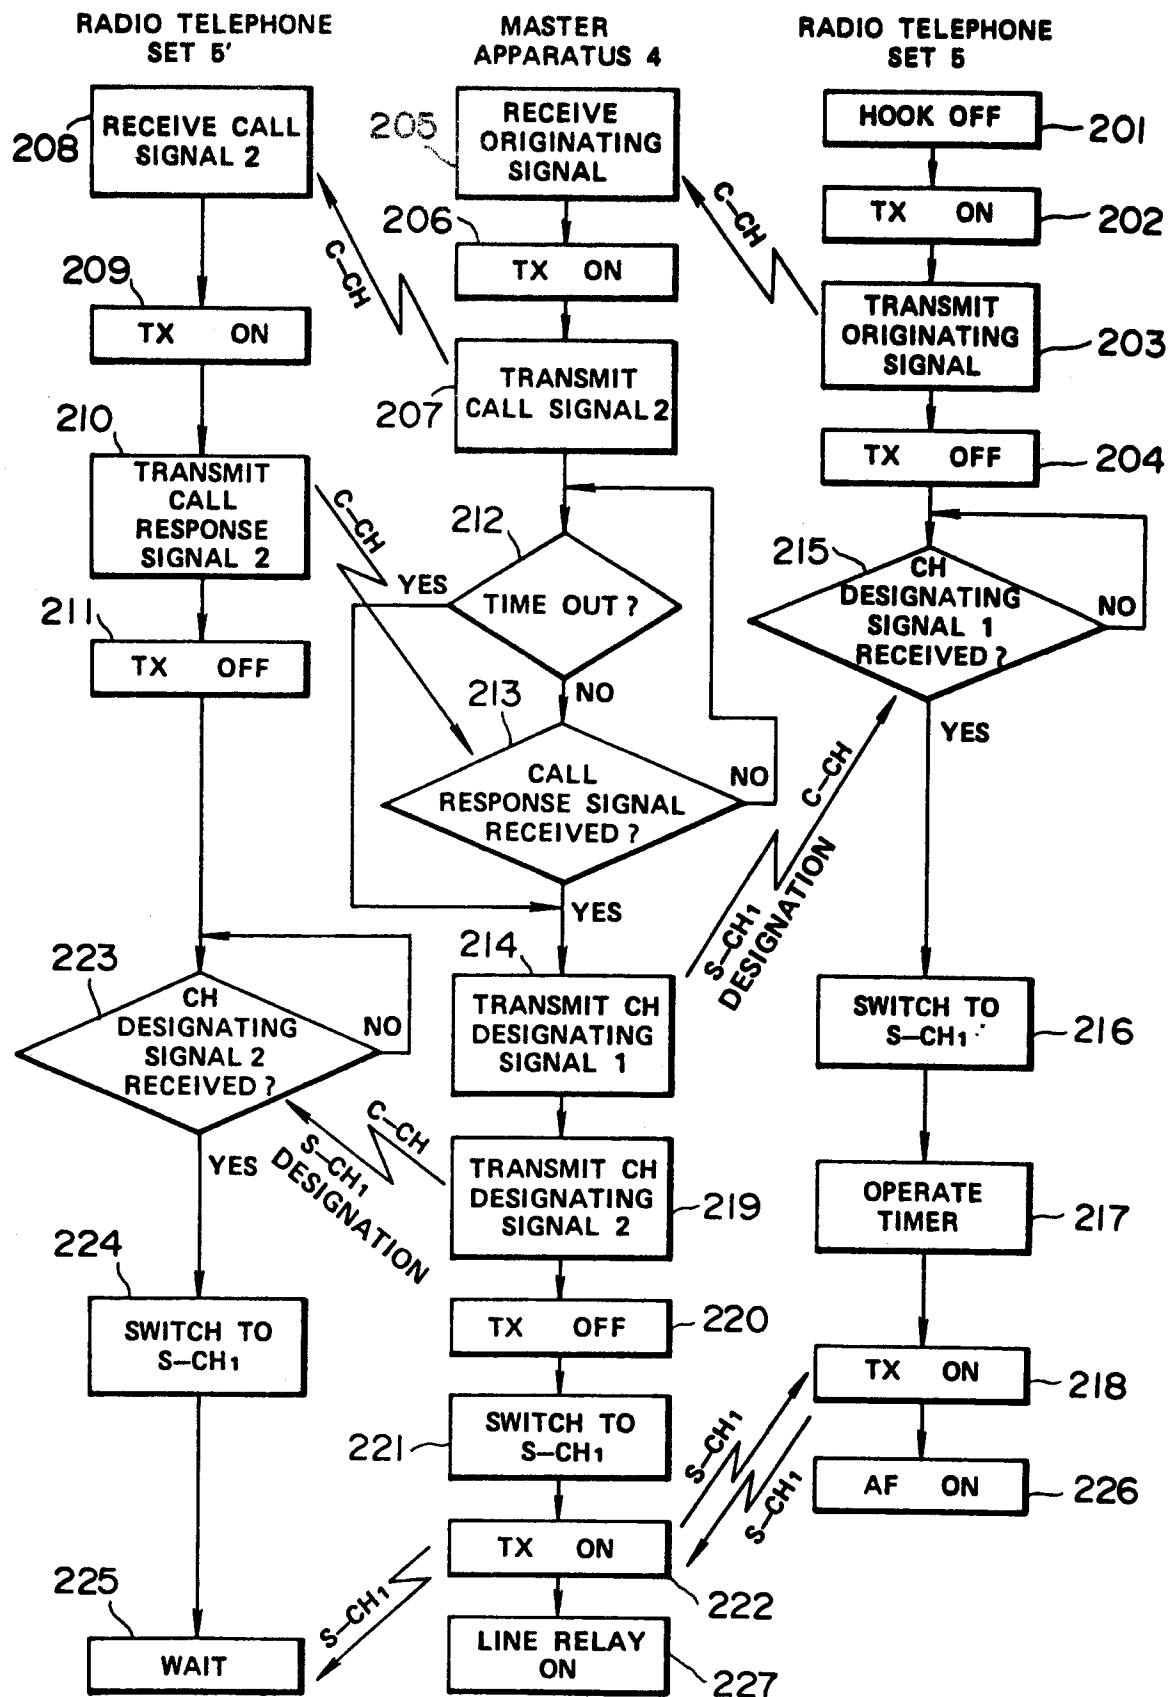 RADIO TELEPHONE
SET 5'
208
RECEIVE CALL
SIGNAL 2
209
TX ON
210
TRANSMIT
CALL
RESPONSE
SIGNAL 2
211
TX OFF
223
CH
DESIGNATING
SIGNAL 2
RECEIVED?
NO
YES
224
SWITCH TO
S-CH1
225
WAIT
MASTER
APPARATUS 4
205
RECEIVE
ORIGINATING
SIGNAL
206
TX ON
C-CH
207
TRANSMIT
CALL SIGNAL 2
C-CH
212
YES
TIME OUT?
NO
213
CALL
RESPONSE SIGNAL
RECEIVED?
NO
YES
214
TRANSMIT CH
DESIGNATING
SIGNAL 1
C-CH
S-CH1
DESIGNATION
TRANSMIT CH
DESIGNATING
SIGNAL 2
219
TX OFF
220
221
SWITCH TO
S-CH1
TX ON
222
S-CH1
LINE RELAY
ON
227
RADIO TELEPHONE
SET 5
HOOK OFF
201
TX ON
202
C-CH
TRANSMIT
ORIGINATING
SIGNAL
203
TX OFF
204
215
CH
DESIGNATING
SIGNAL 1
RECEIVED?
NO
YES
C-CH
S-CH1
DESIGNATION
SWITCH TO
S-CH1
216
OPERATE
TIMER
217
TX ON
218
S-CH1
S-CH1
AF ON
226